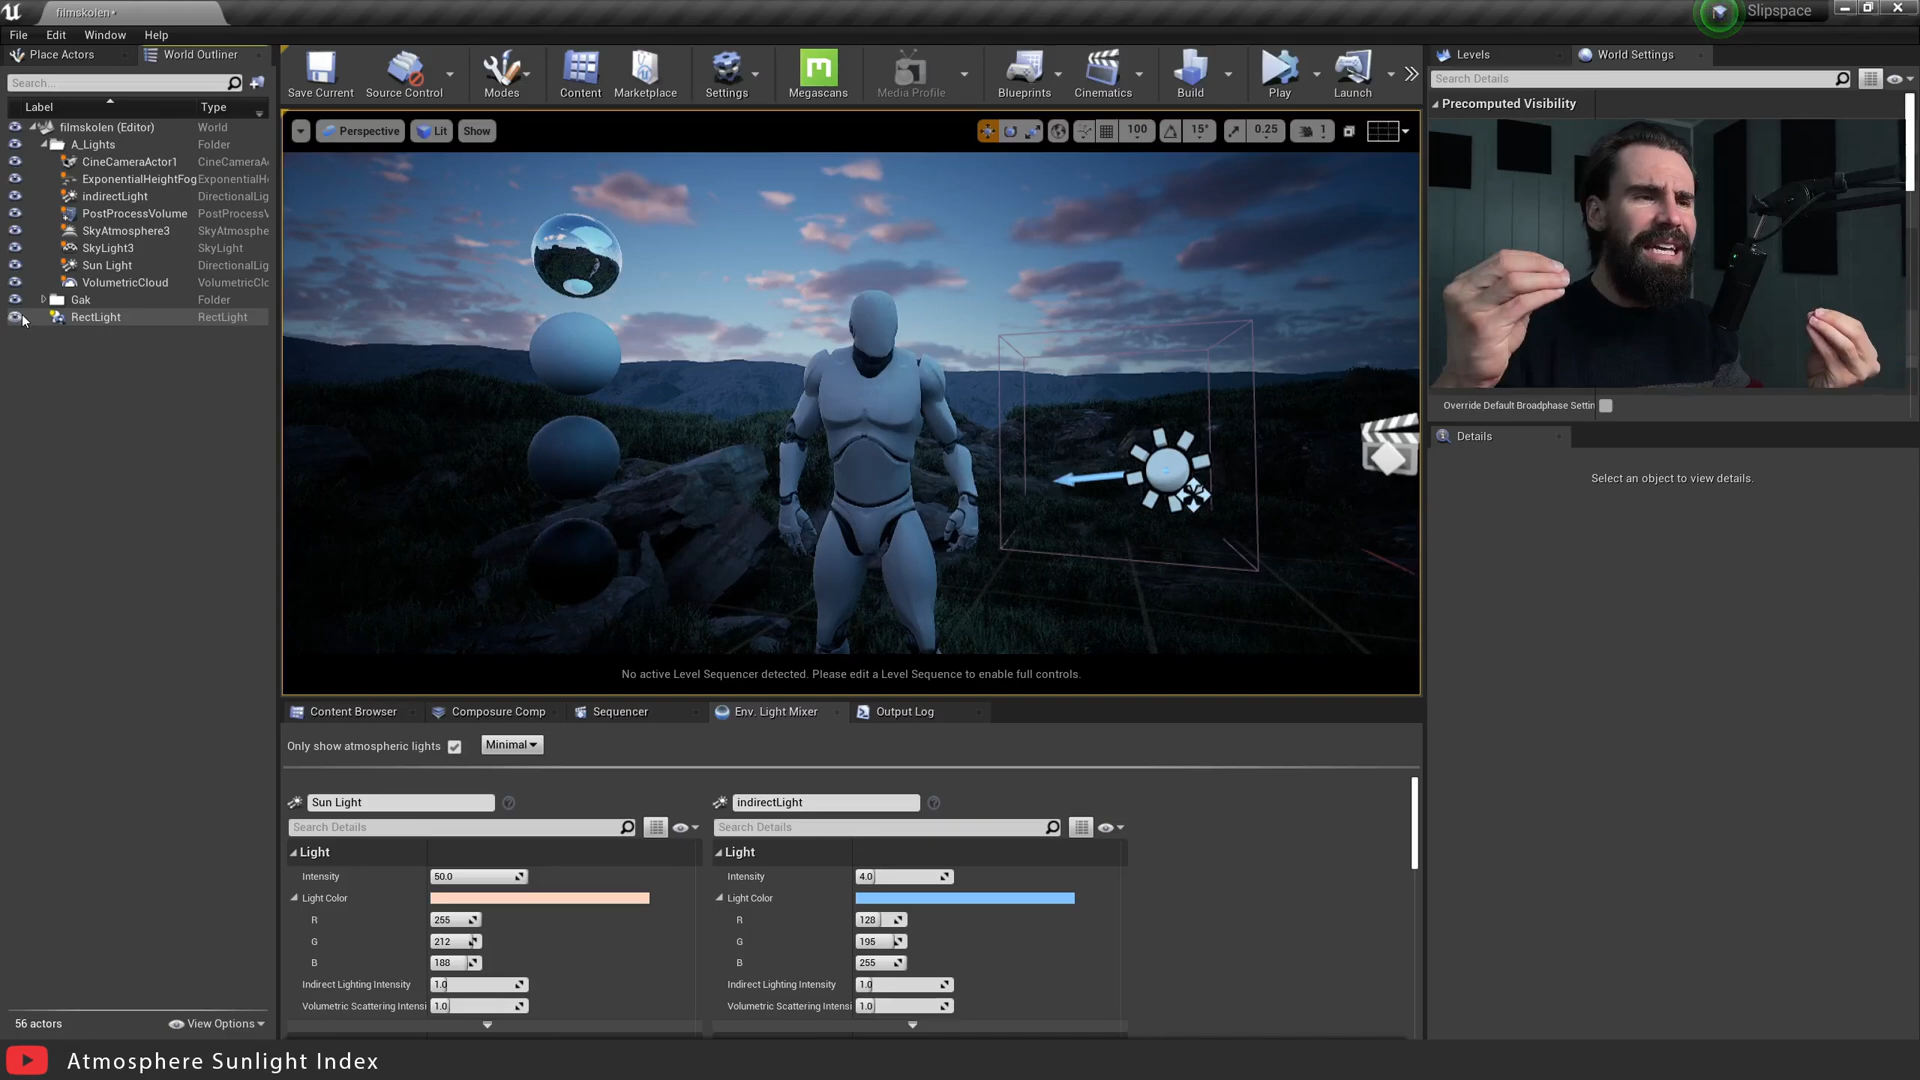 filmskolen*
Slipspace
File Edit Window Help
Place Actors World Outliner
Levels World Settings
Search...
Save Current Source Control Modes Content Marketplace Settings Megascans Media Profile Blueprints Cinematics Build Play Launch
Search Details
Label Type
Precomputed Visibility
filmskolen (Editor) World
A_Lights Folder
CineCameraActor1 CineCameraA
ExponentialHeightFog ExponentialH
indirectLight DirectionalLig
PostProcessVolume PostProcessV
SkyAtmosphere3 SkyAtmosphe
SkyLight3 SkyLight
Sun Light DirectionalLig
VolumetricCloud VolumetricClo
Gak Folder
RectLight RectLight
Perspective Lit Show 100 15° 0.25 1
Override Default Broadphase Settin
Details
Select an object to view details.
No active Level Sequencer detected. Please edit a Level Sequence to enable full controls.
Content Browser Composure Comp Sequencer Env. Light Mixer Output Log
Only show atmospheric lights Minimal
Sun Light indirectLight
Search Details Search Details
Light Light
Intensity 50.0 Intensity 4.0
Light Color Light Color
R 255 R 128
G 212 G 195
B 188 B 255
Indirect Lighting Intensity 1.0 Indirect Lighting Intensity 1.0
Volumetric Scattering Intensi 1.0 Volumetric Scattering Intensi 1.0
56 actors View Options
Atmosphere Sunlight Index